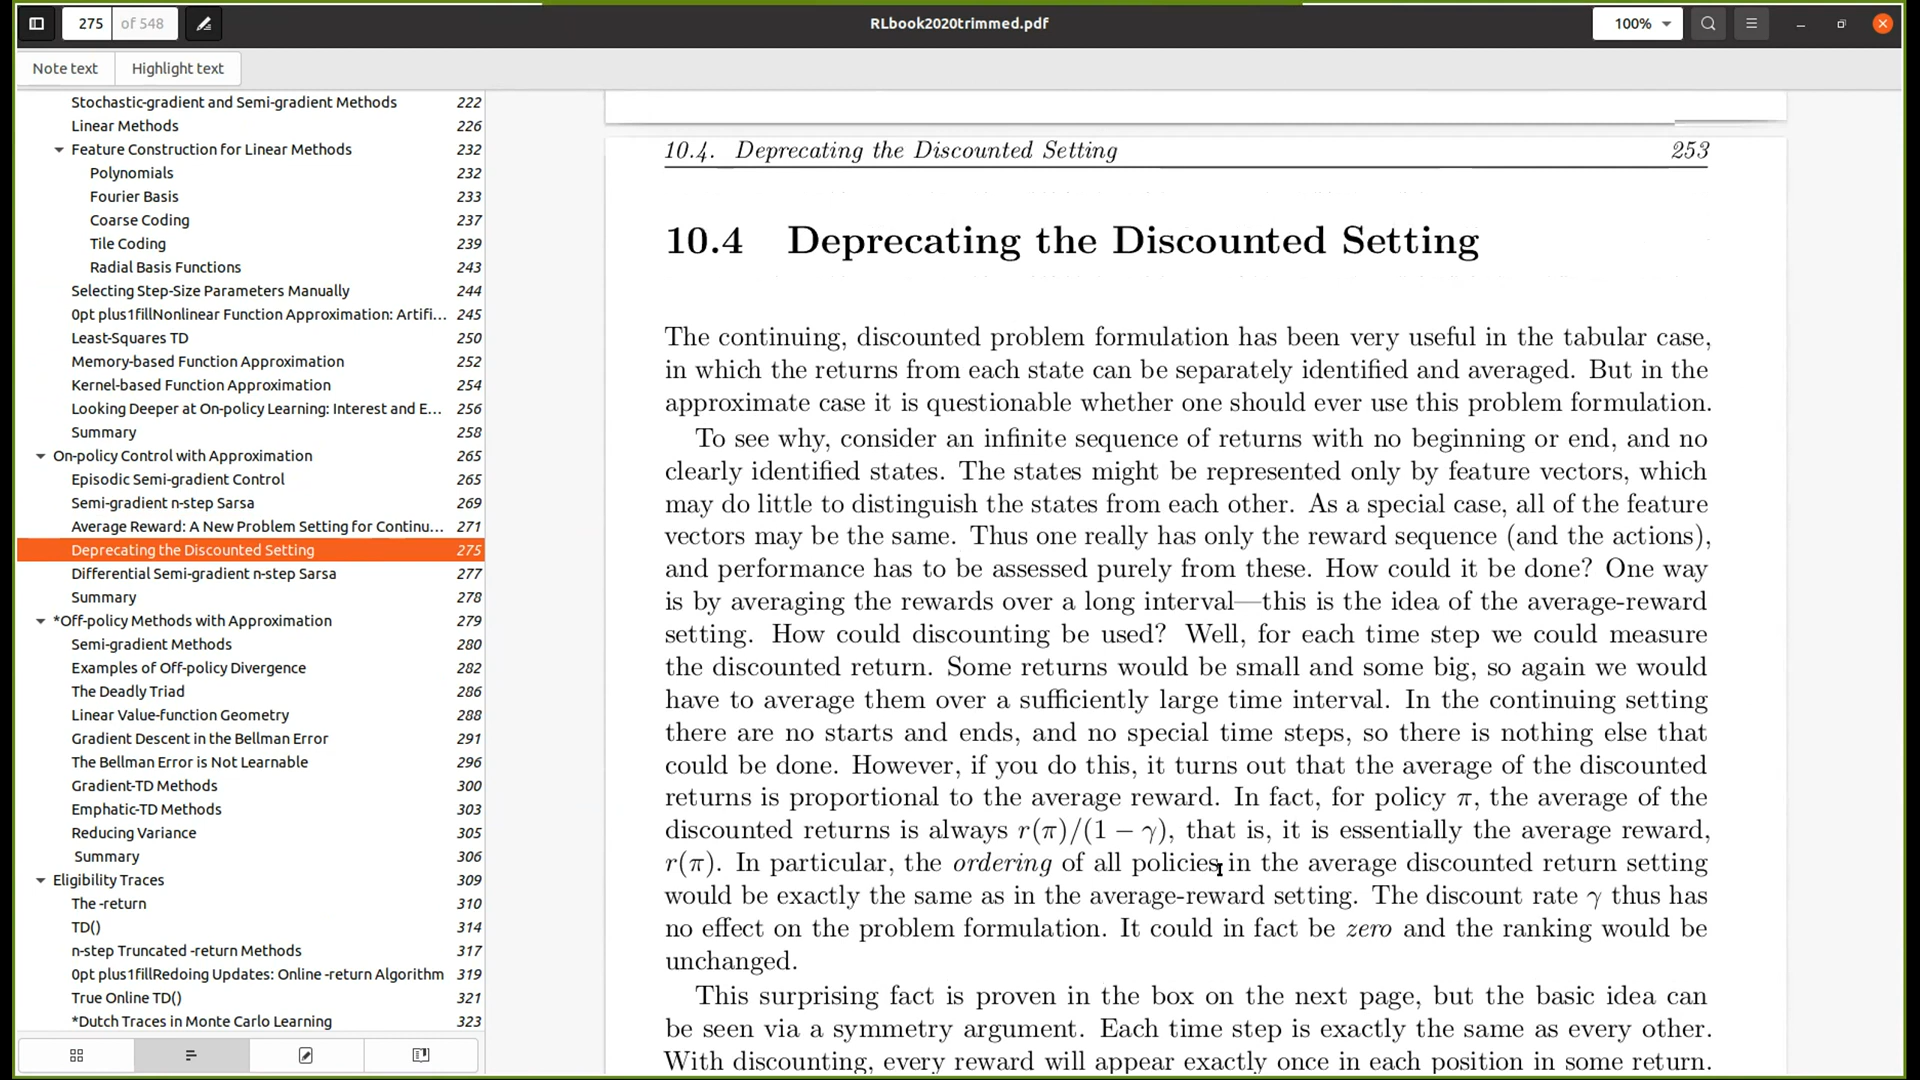 275 of 548
RLbook2020trimmed.pdf
100%
Note text Highlight text
Stochastic-gradient and Semi-gradient Methods 222
Linear Methods 226
Feature Construction for Linear Methods 232
Polynomials 232
Fourier Basis 233
Coarse Coding 237
Tile Coding 239
Radial Basis Functions 243
Selecting Step-Size Parameters Manually 244
0pt plus1fillNonlinear Function Approximation: Artifi... 245
Least-Squares TD 250
Memory-based Function Approximation 252
Kernel-based Function Approximation 254
Looking Deeper at On-policy Learning: Interest and E... 256
Summary 258
On-policy Control with Approximation 265
Episodic Semi-gradient Control 265
Semi-gradient n-step Sarsa 269
Average Reward: A New Problem Setting for Continu... 271
Deprecating the Discounted Setting 275
Differential Semi-gradient n-step Sarsa 277
Summary 278
*Off-policy Methods with Approximation 279
Semi-gradient Methods 280
Examples of Off-policy Divergence 282
The Deadly Triad 286
Linear Value-function Geometry 288
Gradient Descent in the Bellman Error 291
The Bellman Error is Not Learnable 296
Gradient-TD Methods 300
Emphatic-TD Methods 303
Reducing Variance 305
Summary 306
Eligibility Traces 309
The -return 310
TD() 314
n-step Truncated -return Methods 317
0pt plus1fillRedoing Updates: Online -return Algorithm 319
True Online TD() 321
*Dutch Traces in Monte Carlo Learning 323
10.4. Deprecating the Discounted Setting 253
10.4 Deprecating the Discounted Setting
The continuing, discounted problem formulation has been very useful in the tabular case,
in which the returns from each state can be separately identified and averaged. But in the
approximate case it is questionable whether one should ever use this problem formulation.
To see why, consider an infinite sequence of returns with no beginning or end, and no
clearly identified states. The states might be represented only by feature vectors, which
may do little to distinguish the states from each other. As a special case, all of the feature
vectors may be the same. Thus one really has only the reward sequence (and the actions),
and performance has to be assessed purely from these. How could it be done? One way
is by averaging the rewards over a long interval—this is the idea of the average-reward
setting. How could discounting be used? Well, for each time step we could measure
the discounted return. Some returns would be small and some big, so again we would
have to average them over a sufficiently large time interval. In the continuing setting
there are no starts and ends, and no special time steps, so there is nothing else that
could be done. However, if you do this, it turns out that the average of the discounted
returns is proportional to the average reward. In fact, for policy π, the average of the
discounted returns is always r(π)/(1 − γ), that is, it is essentially the average reward,
r(π). In particular, the ordering of all policies in the average discounted return setting
would be exactly the same as in the average-reward setting. The discount rate γ thus has
no effect on the problem formulation. It could in fact be zero and the ranking would be
unchanged.
This surprising fact is proven in the box on the next page, but the basic idea can
be seen via a symmetry argument. Each time step is exactly the same as every other.
With discounting, every reward will appear exactly once in each position in some return.